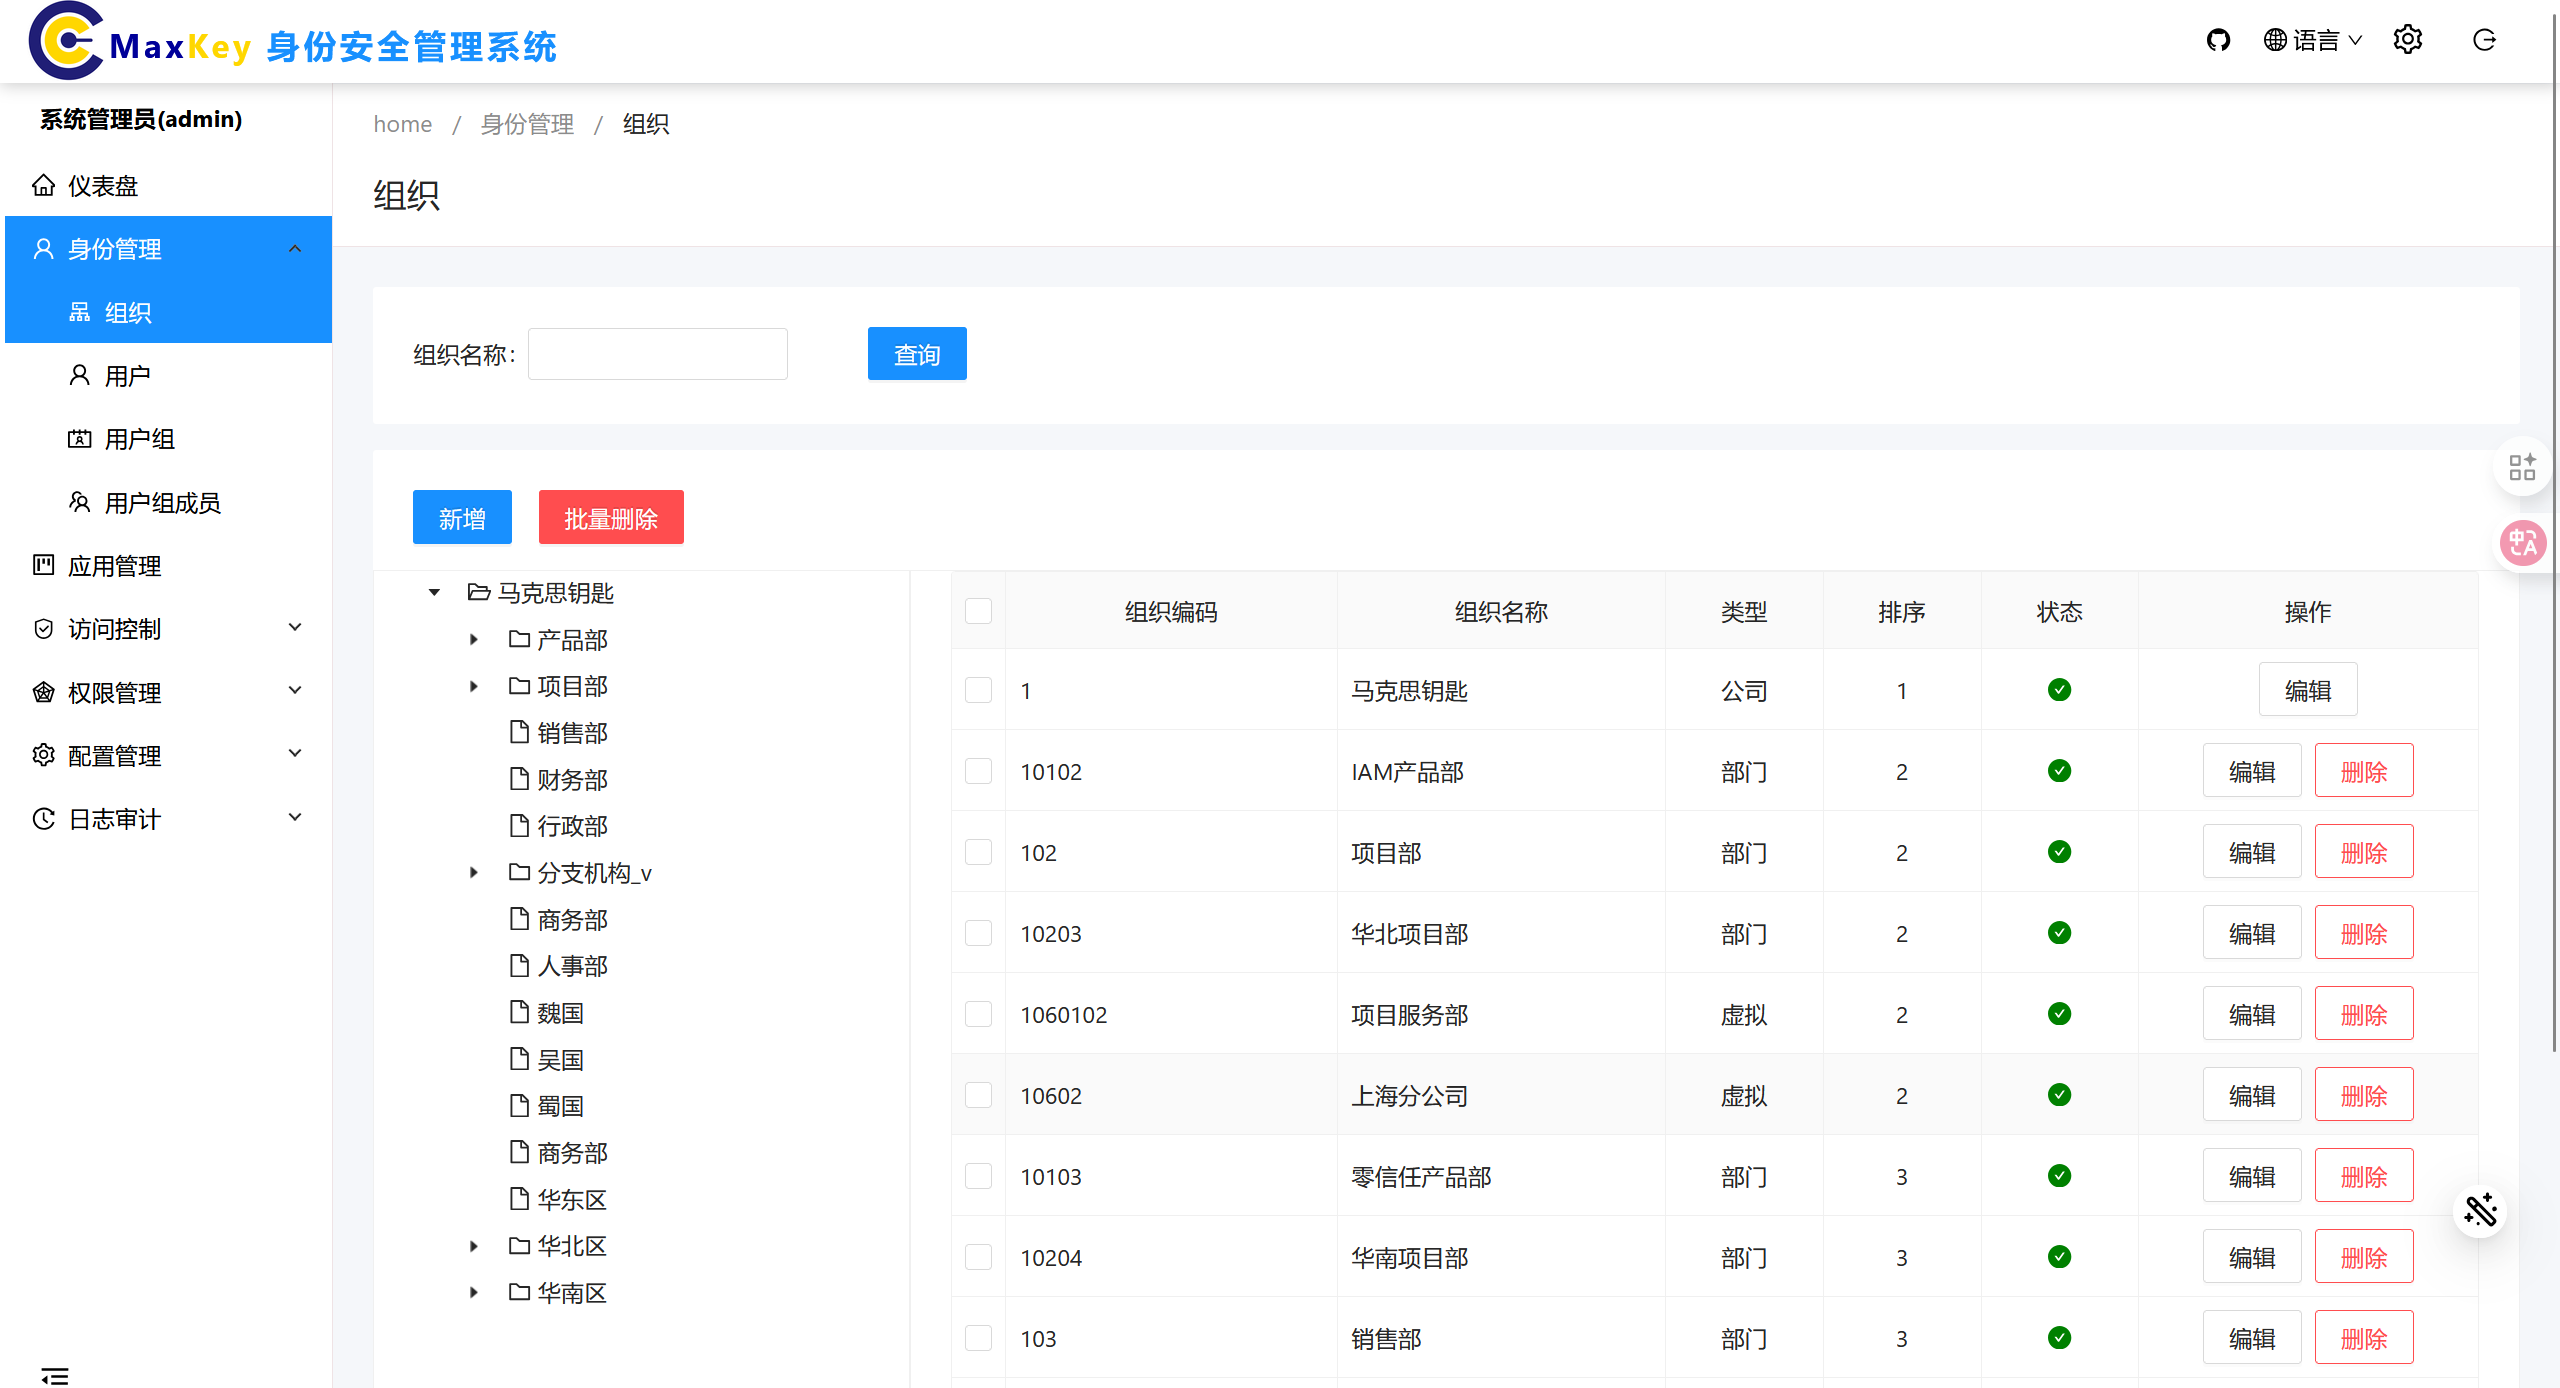 MaxKey 身份安全管理系统
语言
系统管理员(admin)
仪表盘
身份管理
组织
用户
用户组
用户组成员
应用管理
访问控制
权限管理
配置管理
日志审计
home / 身份管理 / 组织
组织
组织名称：
查询
新增 批量删除
马克思钥匙
产品部
项目部
销售部
财务部
行政部
分支机构_v
商务部
人事部
魏国
吴国
蜀国
商务部
华东区
华北区
华南区
组织编码 组织名称 类型 排序 状态 操作
1 马克思钥匙 公司 1 编辑
10102 IAM产品部 部门 2 编辑 删除
102 项目部 部门 2 编辑 删除
10203 华北项目部 部门 2 编辑 删除
1060102 项目服务部 虚拟 2 编辑 删除
10602 上海分公司 虚拟 2 编辑 删除
10103 零信任产品部 部门 3 编辑 删除
10204 华南项目部 部门 3 编辑 删除
103 销售部 部门 3 编辑 删除
中A